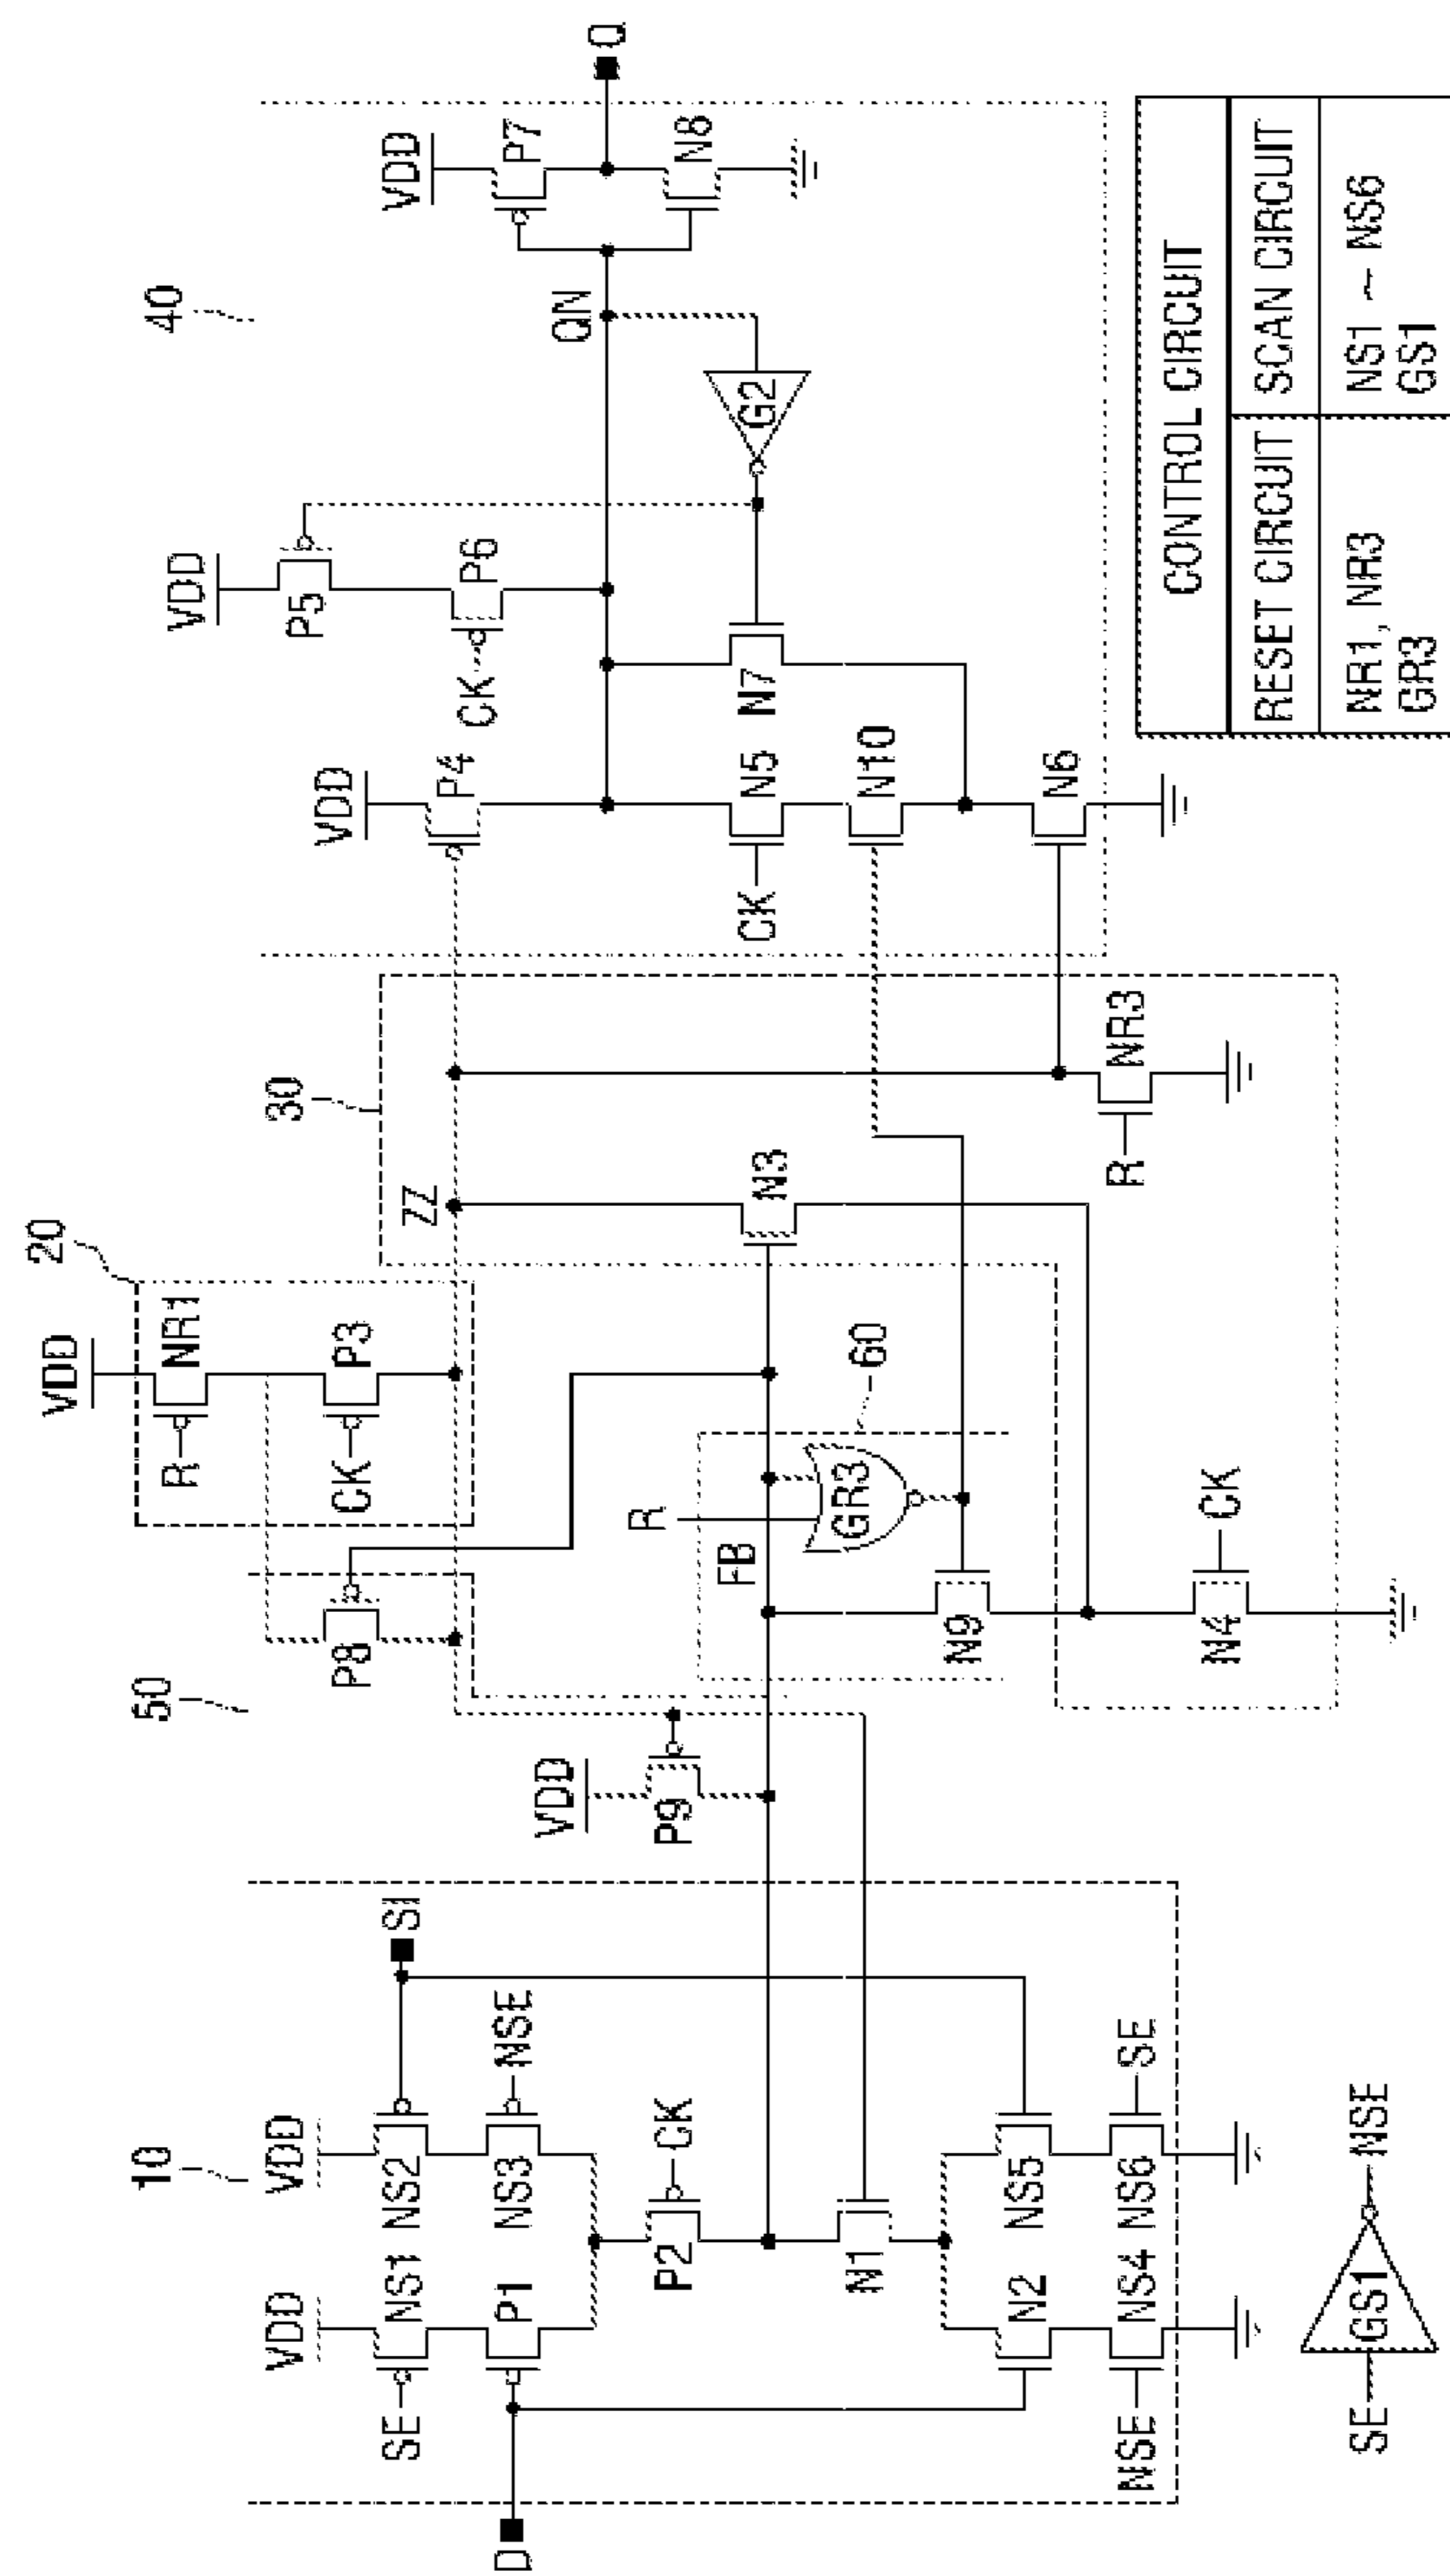 10
VDD
VDD
SE
NS1
NS2
SI
P1
NS3
NSE
D
P2
CK
N1
N2
NS5
NSE
NS4
NS6
SE
SE
GS1
NSE
50
VDD
P9
P8
20
VDD
R
NR1
CK
P3
ZZ
30
R
FB
GR3
60
N9
N3
N4
CK
R
NR3
40
VDD
P4
VDD
P5
CK
P6
QN
CK
N5
N7
N10
N6
G2
VDD
P7
N8
Q
CONTROL CIRCUIT
RESET CIRCUIT
SCAN CIRCUIT
NR1, NR3
GR3
NS1 ~ NS6
GS1